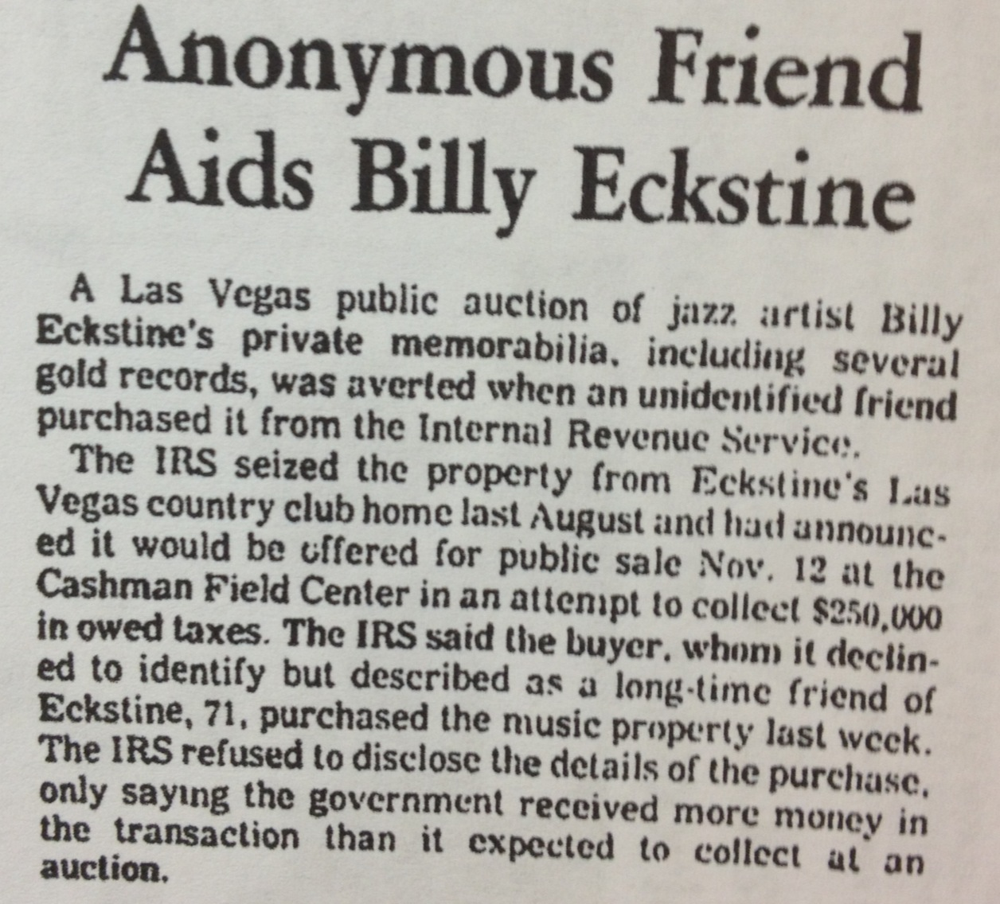 Anonymous Friend
Aids Billy Eckstine
A Las Vegas public auction of jazz artist Billy
Eckstine's private memorabilia, including several
gold records, was averted when an unidentified friend
purchased it from the Internal Revenue Service.
The IRS seized the property from Eckstine's Las
Vegas country club home last August and had announc-
ed it would be offered for public sale Nov. 12 at the
Cashman Field Center in an attempt to collect $250,000
in owed taxes. The IRS said the buyer, whom it declin-
ed to identify but described as a long-time friend of
Eckstine, 71, purchased the music property last week.
The IRS refused to disclose the details of the purchase,
only saying the government received more money in
the transaction than it expected to collect at an
auction.